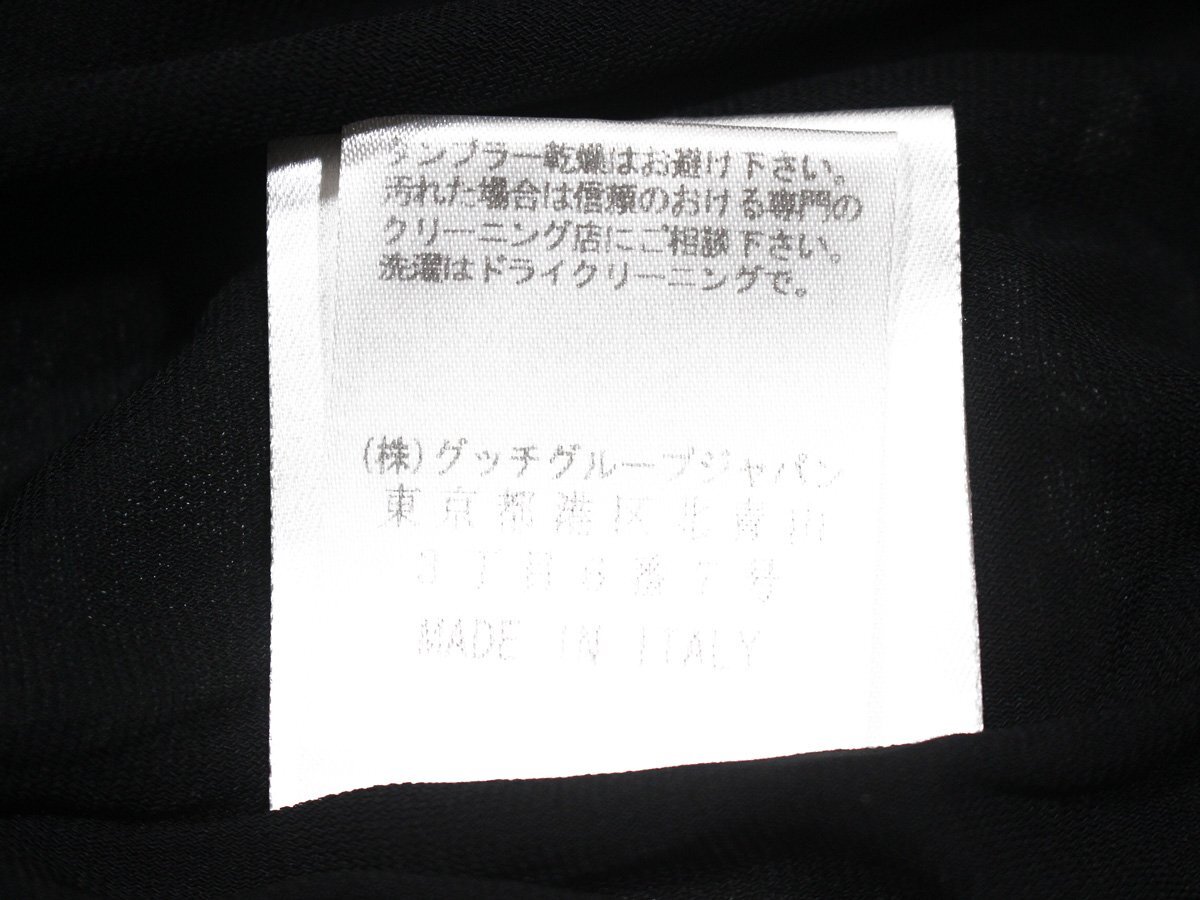 タンブラー乾燥はお避け下さい。
汚れた場合は信頼のおける専門の
クリーニング店にご相談下さい。
洗濯はドライクリーニングで。
(株)グッチグループジャパン
東京都港区北青山
3丁目6番7号
MADE IN ITALY